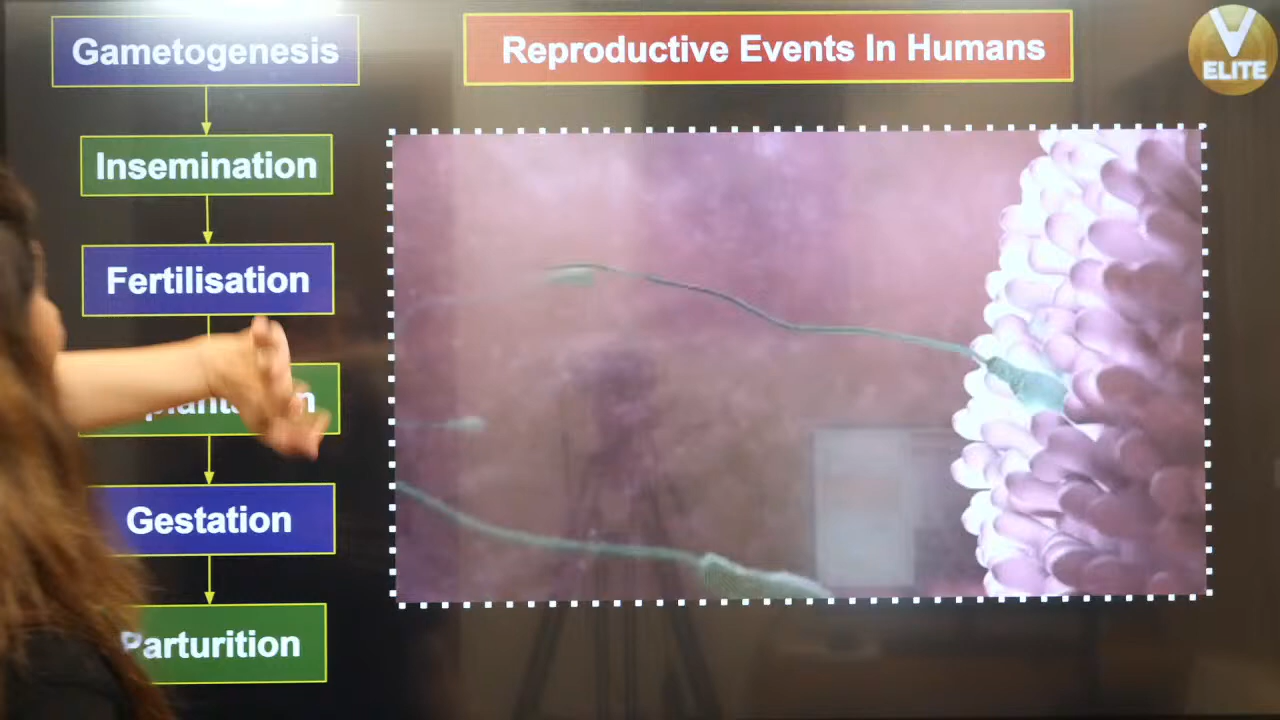 Gametogenesis
Reproductive Events In Humans
V
ELITE
Insemination
Fertilisation
Gestation
Parturition